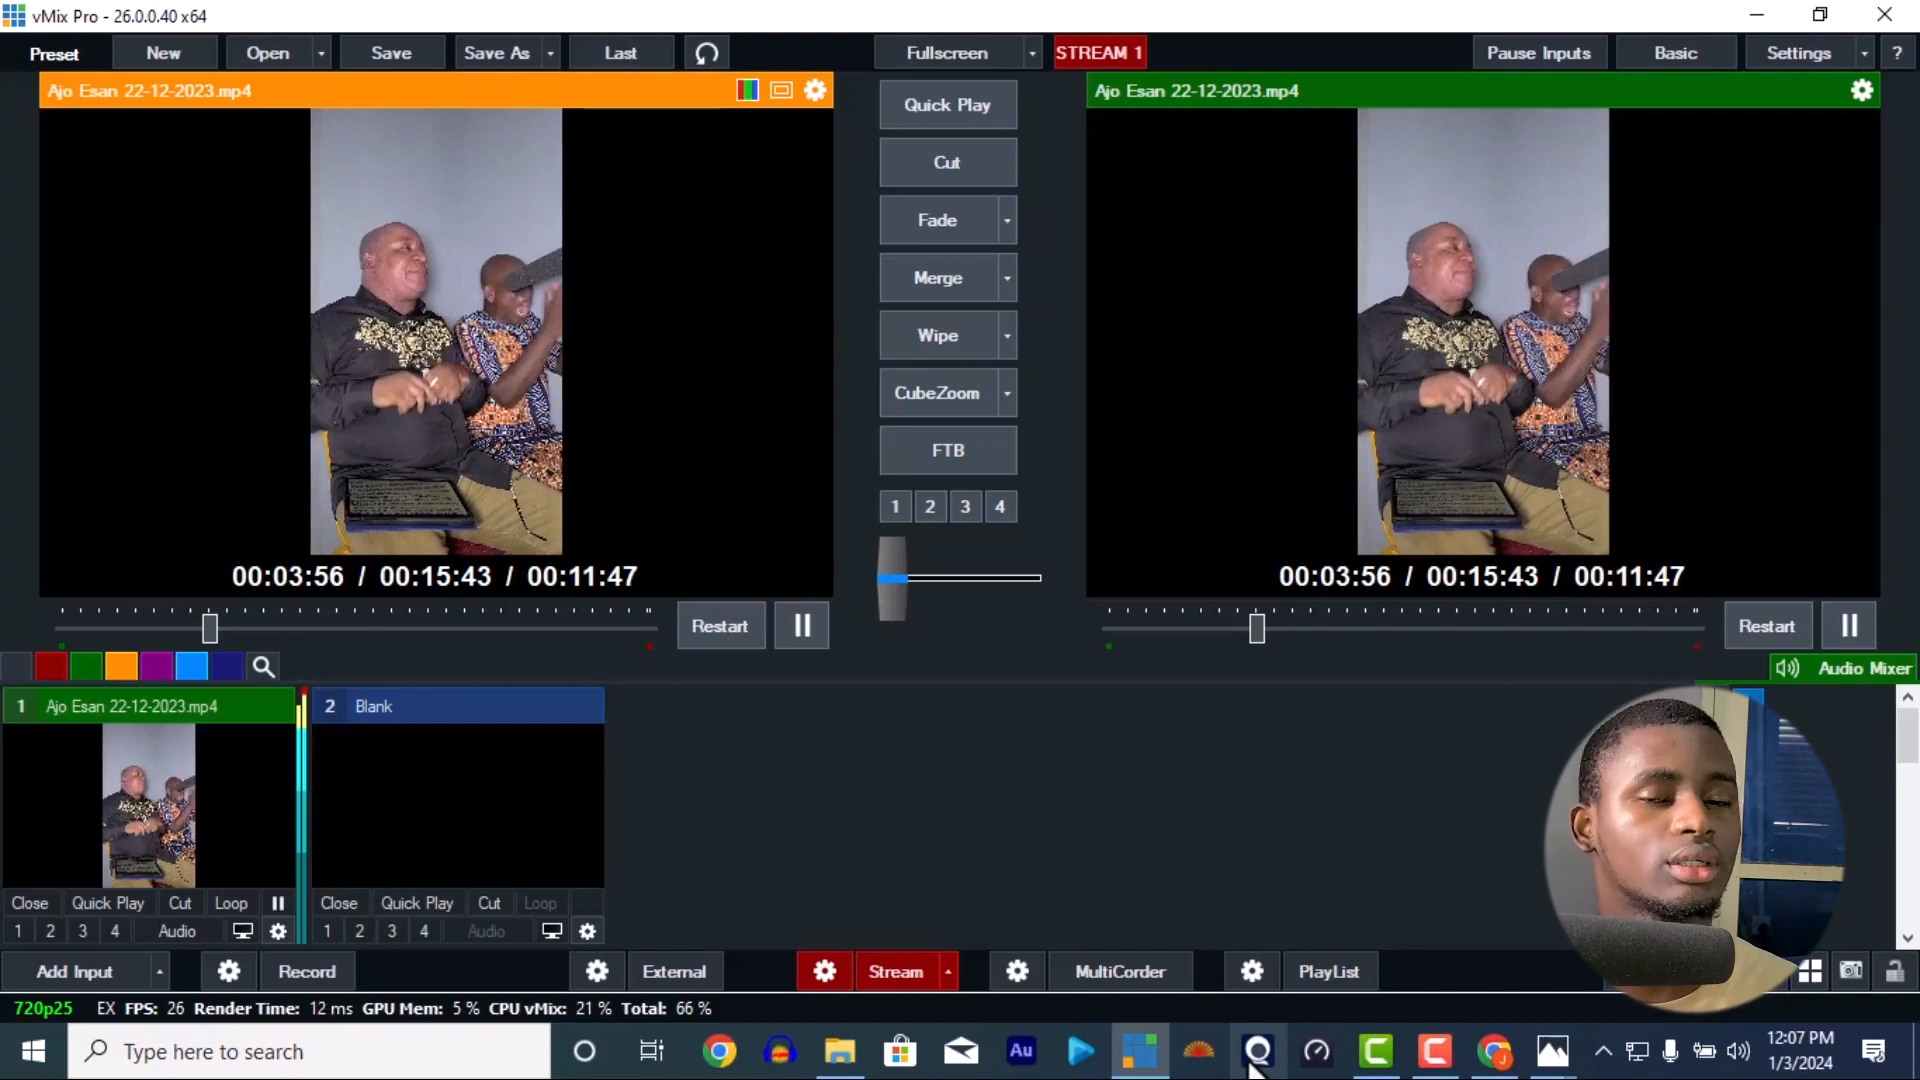 vMix Pro - 26.0.0.40 x64
Preset New Open Save Save As Last Fullscreen STREAM 1 Pause Inputs Basic Settings ?
Ajo Esan 22-12-2023.mp4
Ajo Esan 22-12-2023.mp4
Quick Play
Cut
Fade
Merge
Wipe
CubeZoom
FTB
1 2 3 4
00:03:56 / 00:15:43 / 00:11:47
00:03:56 / 00:15:43 / 00:11:47
Restart
Restart
Audio Mixer
1 Ajo Esan 22-12-2023.mp4
2 Blank
Close Quick Play Cut Loop
Close Quick Play Cut Loop
1 2 3 4 Audio
1 2 3 4 Audio
Add Input Record External Stream MultiCorder PlayList
720p25 EX FPS: 26 Render Time: 12 ms GPU Mem: 5 % CPU vMix: 21 % Total: 66 %
Type here to search
Au
12:07 PM
1/3/2024